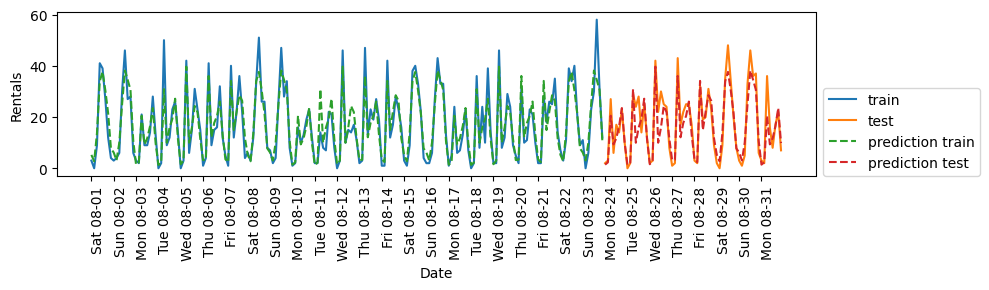 60
40
20
0
Rentals
Sat 08-01
Sun 08-02
Mon 08-03
Tue 08-04
Wed 08-05
Thu 08-06
Fri 08-07
Sat 08-08
Sun 08-09
Mon 08-10
Tue 08-11
Wed 08-12
Thu 08-13
Fri 08-14
Sat 08-15
Sun 08-16
Mon 08-17
Tue 08-18
Wed 08-19
Thu 08-20
Fri 08-21
Sat 08-22
Sun 08-23
Mon 08-24
Tue 08-25
Wed 08-26
Thu 08-27
Fri 08-28
Sat 08-29
Sun 08-30
Mon 08-31
Date
train
test
prediction train
prediction test